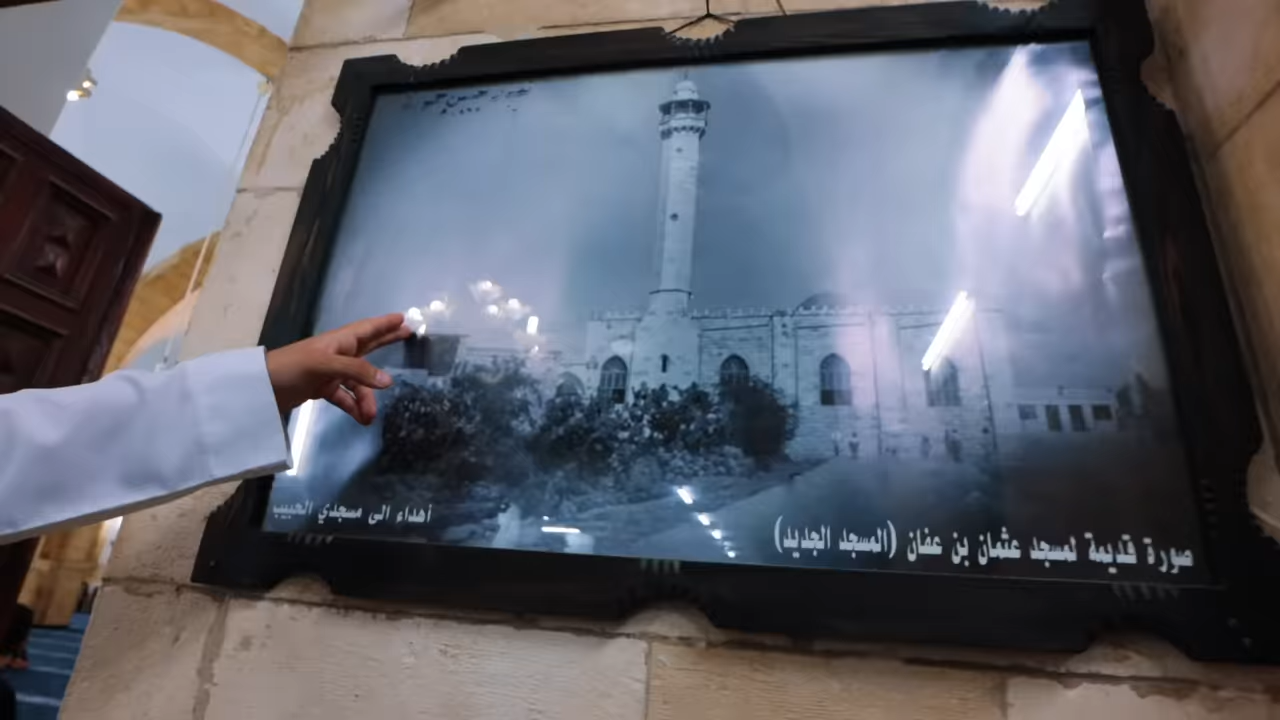 صورة قديمة لمسجد عثمان بن عفان (المسجد الجديد)
أهداء الى مسجدي الحبيب